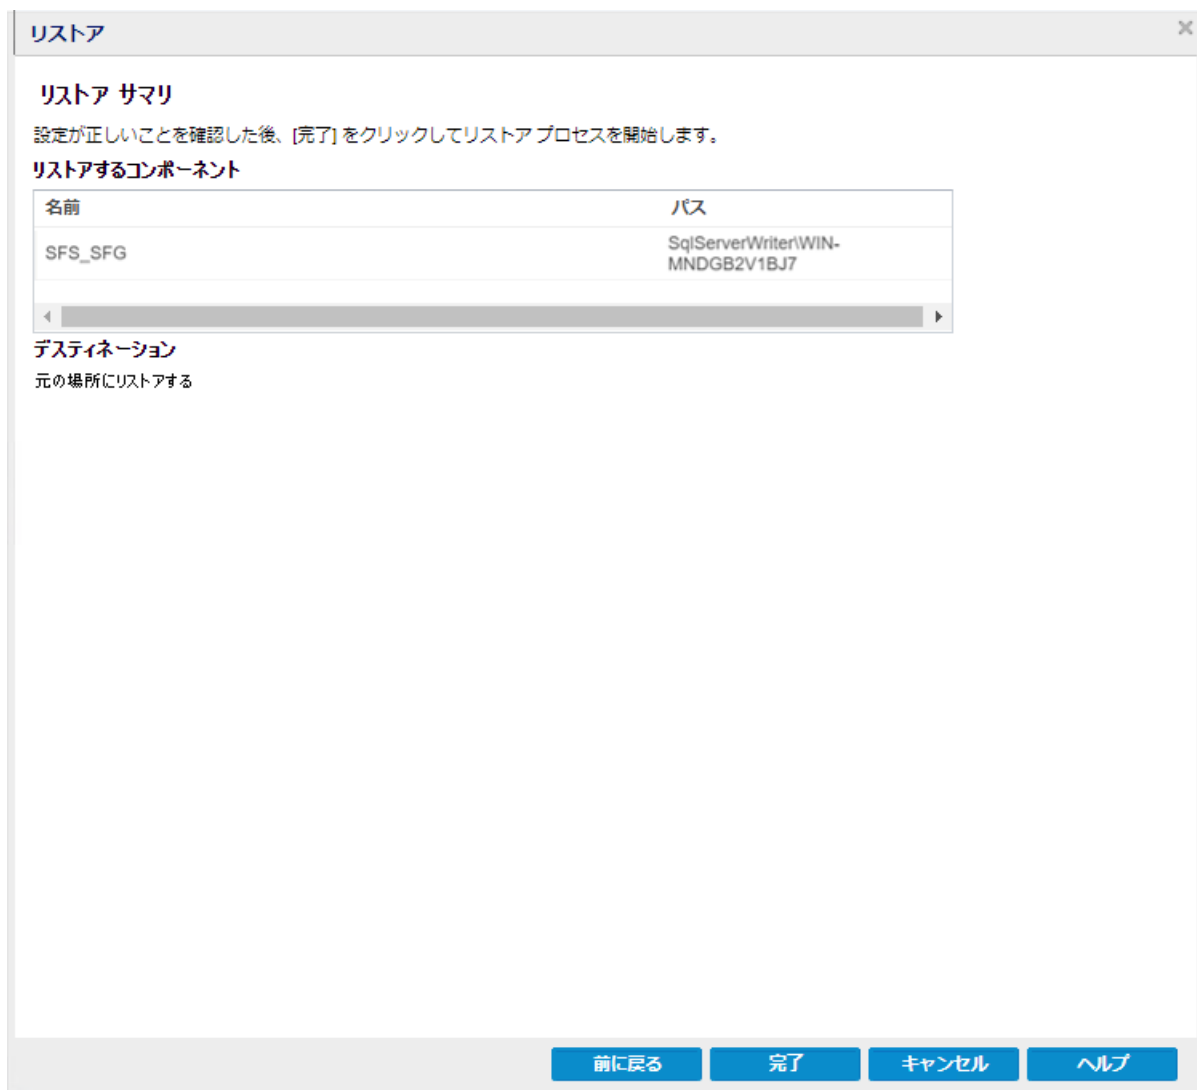 リストア
リストア サマリ
設定が正しいことを確認した後、[完了] をクリックしてリストア プロセスを開始します。
リストアするコンポーネント
名前 パス
SFS_SFG SqlServerWriter\WIN-
MNDGB2V1BJ7
デスティネーション
元の場所にリストアする
前に戻る 完了 キャンセル ヘルプ